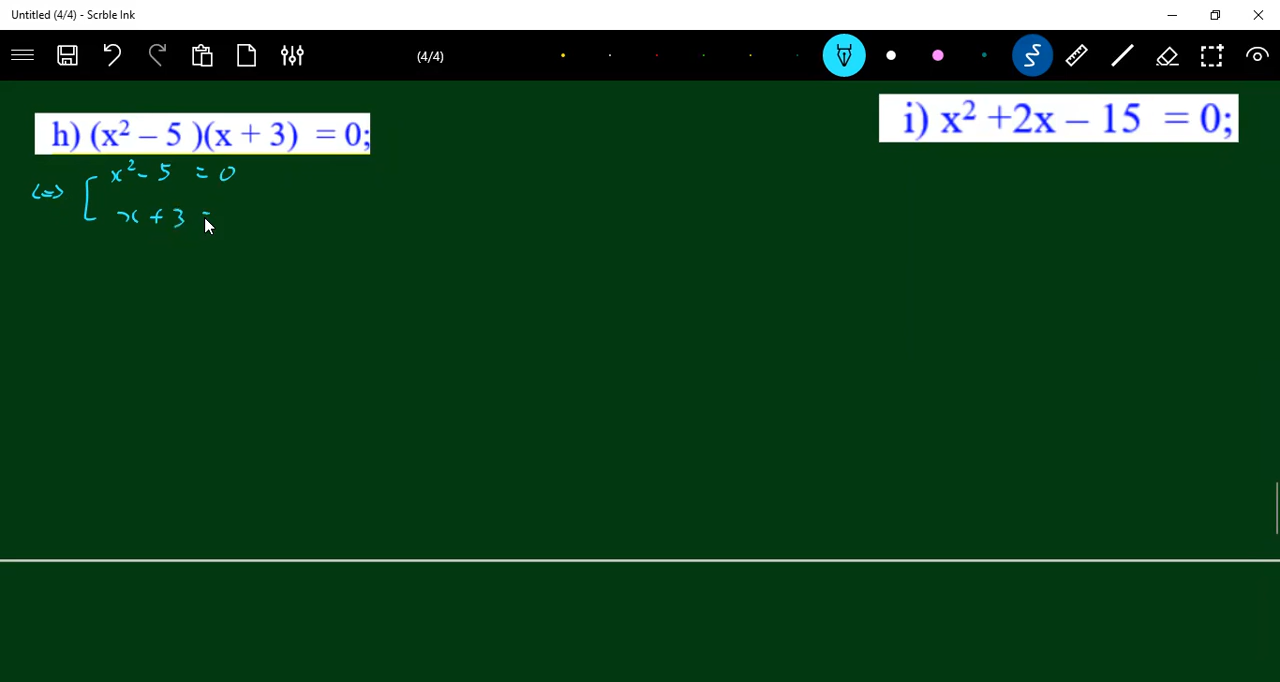 Untitled (4/4) - Scrble Ink
(4/4)
h) (x² – 5 )(x + 3) = 0;
i) x² +2x – 15 = 0;
<=> [ x² - 5 = 0
x + 3 =